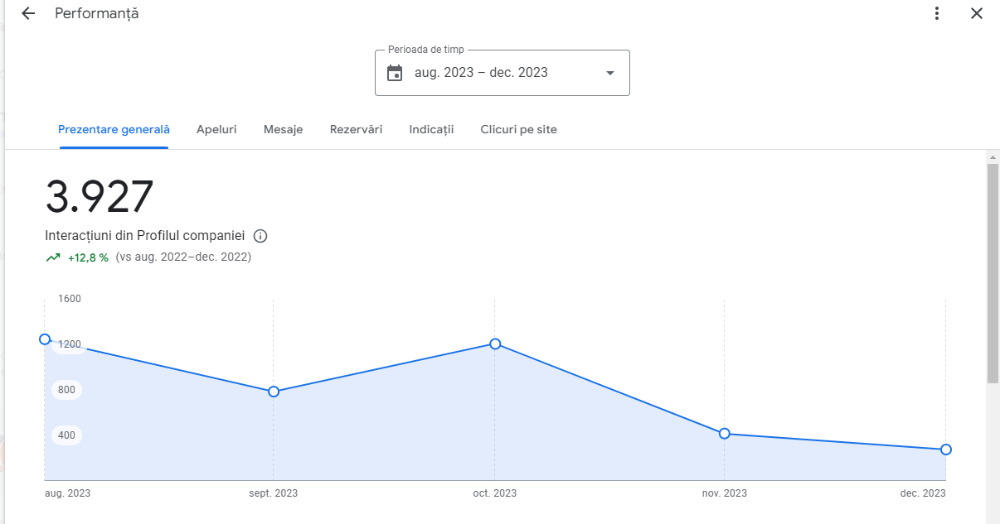 Performanță
Perioada de timp
aug. 2023 – dec. 2023
Prezentare generală Apeluri Mesaje Rezervări Indicații Clicuri pe site
3.927
Interacțiuni din Profilul companiei
+12,8 % (vs aug. 2022–dec. 2022)
1600
1200
800
400
aug. 2023 sept. 2023 oct. 2023 nov. 2023 dec. 2023